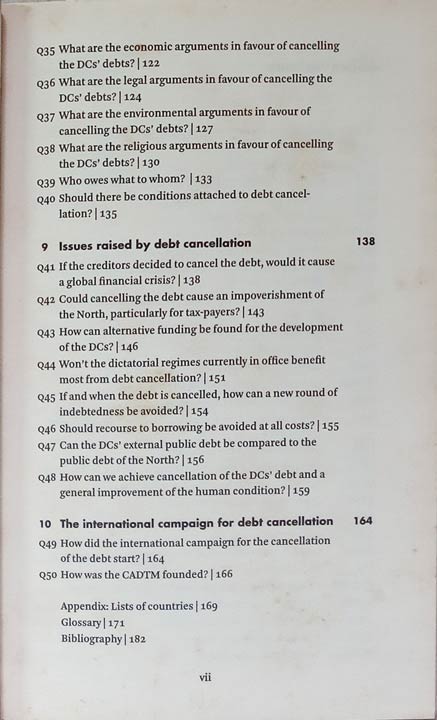 Q35 What are the economic arguments in favour of cancelling
the DCs' debts? | 122
Q36 What are the legal arguments in favour of cancelling the
DCs' debts? | 124
Q37 What are the environmental arguments in favour of
cancelling the DCs' debts? | 127
Q38 What are the religious arguments in favour of cancelling
the DCs' debts? | 130
Q39 Who owes what to whom? | 133
Q40 Should there be conditions attached to debt cancel-
lation? | 135
9 Issues raised by debt cancellation 138
Q41 If the creditors decided to cancel the debt, would it cause
a global financial crisis? | 138
Q42 Could cancelling the debt cause an impoverishment of
the North, particularly for tax-payers? | 143
Q43 How can alternative funding be found for the development
of the DCs? | 146
Q44 Won't the dictatorial regimes currently in office benefit
most from debt cancellation? | 151
Q45 If and when the debt is cancelled, how can a new round of
indebtedness be avoided? | 154
Q46 Should recourse to borrowing be avoided at all costs? | 155
Q47 Can the DCs' external public debt be compared to the
public debt of the North? | 156
Q48 How can we achieve cancellation of the DCs' debt and a
general improvement of the human condition? | 159
10 The international campaign for debt cancellation 164
Q49 How did the international campaign for the cancellation
of the debt start? | 164
Q50 How was the CADTM founded? | 166
Appendix: Lists of countries | 169
Glossary | 171
Bibliography | 182
vii